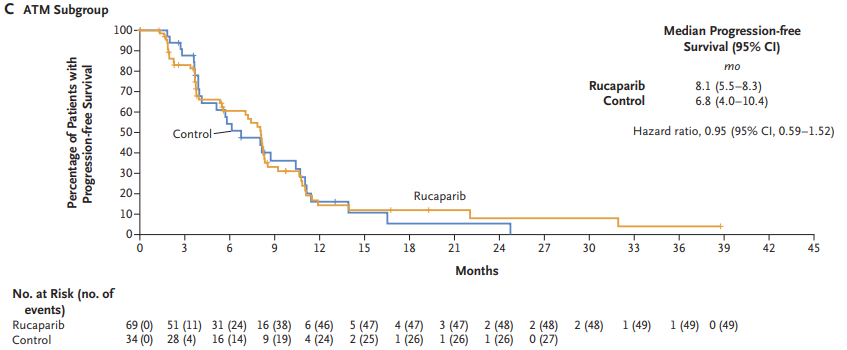 C ATM Subgroup
Percentage of Patients with
Progression-free Survival
100
90
80
70
60
50
40
30
20
10
0
Control
Rucaparib
Median Progression-free
Survival (95% CI)
mo
Rucaparib 8.1 (5.5–8.3)
Control 6.8 (4.0–10.4)
Hazard ratio, 0.95 (95% CI, 0.59–1.52)
0 3 6 9 12 15 18 21 24 27 30 33 36 39 42 45
Months
No. at Risk (no. of
events)
Rucaparib 69 (0) 51 (11) 31 (24) 16 (38) 6 (46) 5 (47) 4 (47) 3 (47) 2 (48) 2 (48) 2 (48) 1 (49) 1 (49) 0 (49)
Control 34 (0) 28 (4) 16 (14) 9 (19) 4 (24) 2 (25) 1 (26) 1 (26) 1 (26) 0 (27)